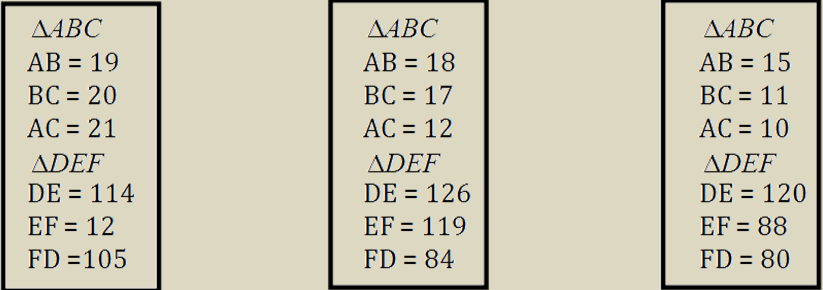 ΔABC
AB = 19
BC = 20
AC = 21
ΔDEF
DE = 114
EF = 12
FD =105
ΔABC
AB = 18
BC = 17
AC = 12
ΔDEF
DE = 126
EF = 119
FD = 84
ΔABC
AB = 15
BC = 11
AC = 10
ΔDEF
DE = 120
EF = 88
FD = 80